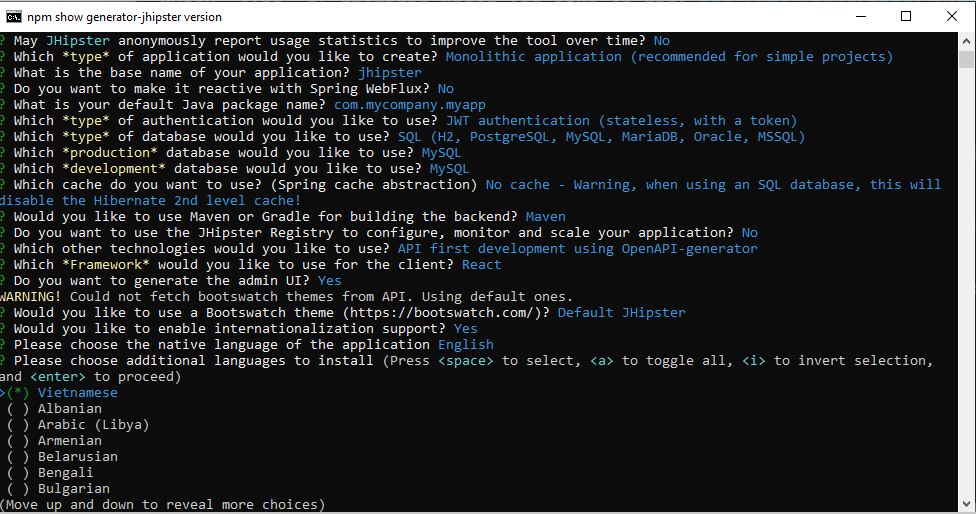 npm show generator-jhipster version
? May JHipster anonymously report usage statistics to improve the tool over time? No
? Which *type* of application would you like to create? Monolithic application (recommended for simple projects)
? What is the base name of your application? jhipster
? Do you want to make it reactive with Spring WebFlux? No
? What is your default Java package name? com.mycompany.myapp
? Which *type* of authentication would you like to use? JWT authentication (stateless, with a token)
? Which *type* of database would you like to use? SQL (H2, PostgreSQL, MySQL, MariaDB, Oracle, MSSQL)
? Which *production* database would you like to use? MySQL
? Which *development* database would you like to use? MySQL
? Which cache do you want to use? (Spring cache abstraction) No cache - Warning, when using an SQL database, this will
disable the Hibernate 2nd level cache!
? Would you like to use Maven or Gradle for building the backend? Maven
? Do you want to use the JHipster Registry to configure, monitor and scale your application? No
? Which other technologies would you like to use? API first development using OpenAPI-generator
? Which *Framework* would you like to use for the client? React
? Do you want to generate the admin UI? Yes
WARNING! Could not fetch bootswatch themes from API. Using default ones.
? Would you like to use a Bootswatch theme (https://bootswatch.com/)? Default JHipster
? Would you like to enable internationalization support? Yes
? Please choose the native language of the application English
? Please choose additional languages to install (Press <space> to select, <a> to toggle all, <i> to invert selection,
and <enter> to proceed)
>(*) Vietnamese
( ) Albanian
( ) Arabic (Libya)
( ) Armenian
( ) Belarusian
( ) Bengali
( ) Bulgarian
(Move up and down to reveal more choices)